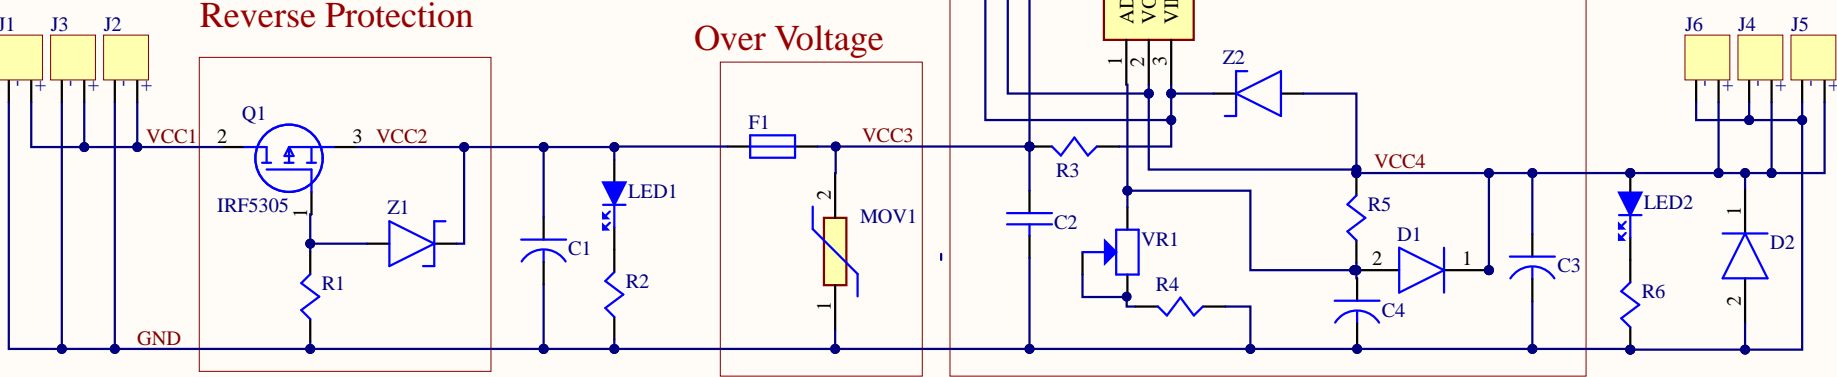 Reverse Protection
Over Voltage
J1
J3
J2
- +
- +
- +
VCC1
2
Q1
3
VCC2
IRF5305
1
Z1
R1
GND
C1
LED1
R2
F1
VCC3
2
MOV1
1
-
1
2
3
Z2
R3
C2
VR1
R4
VCC4
R5
2
D1
1
C4
C3
LED2
R6
1
D2
2
J6
J4
J5
- +
- +
- +